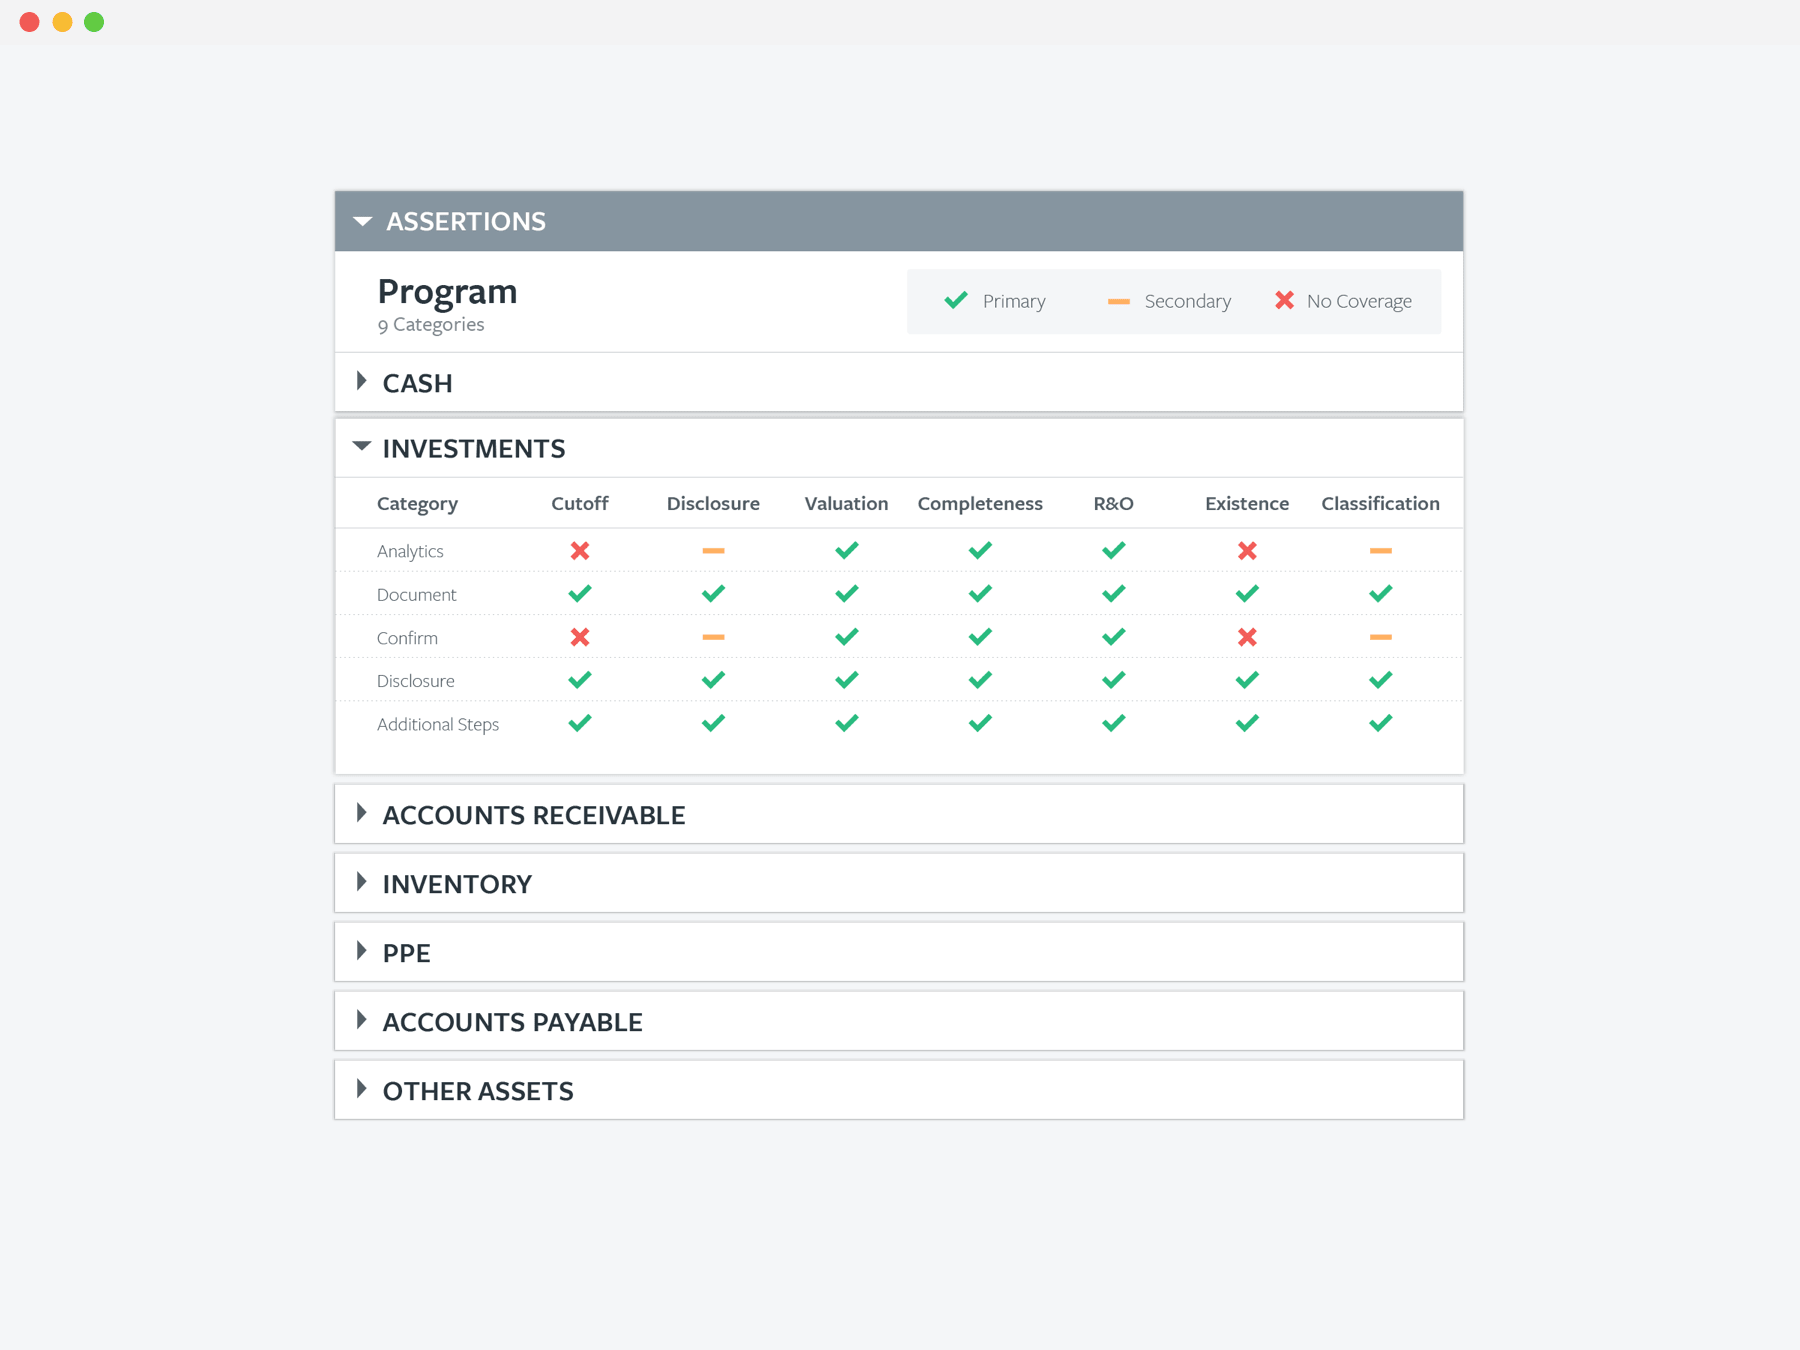 ASSERTIONS
Program
9 Categories
Primary Secondary No Coverage
CASH
INVESTMENTS
Category Cutoff Disclosure Valuation Completeness R&O Existence Classification
Analytics
Document
Confirm
Disclosure
Additional Steps
ACCOUNTS RECEIVABLE
INVENTORY
PPE
ACCOUNTS PAYABLE
OTHER ASSETS